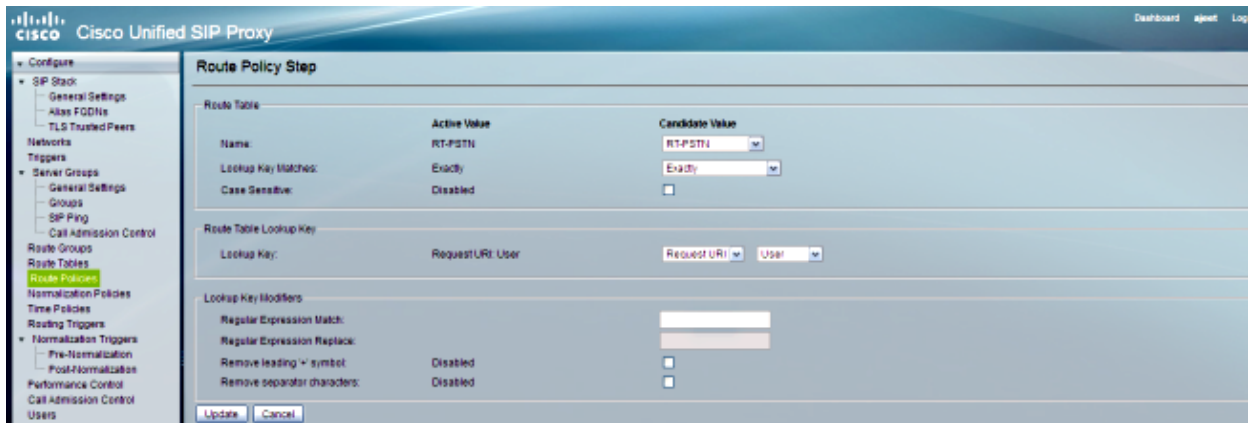 Dashboard ajeet Log
CISCO Cisco Unified SIP Proxy
Configure
SIP Stack
General Settings
Alias FQDNs
TLS Trusted Peers
Networks
Triggers
Server Groups
General Settings
Groups
SIP Ping
Call Admission Control
Route Groups
Route Tables
Route Policies
Normalization Policies
Time Policies
Routing Triggers
Normalization Triggers
Pre-Normalization
Post-Normalization
Performance Control
Call Admission Control
Users
Route Policy Step
Route Table
Active Value Candidate Value
Name: RT-PSTN RT-PSTN
Lookup Key Matches: Exactly Exactly
Case Sensitive: Disabled
Route Table Lookup Key
Lookup Key: Request URI: User Request URI User
Lookup Key Modifiers
Regular Expression Match:
Regular Expression Replace:
Remove leading '+' symbol: Disabled
Remove separator characters: Disabled
Update Cancel